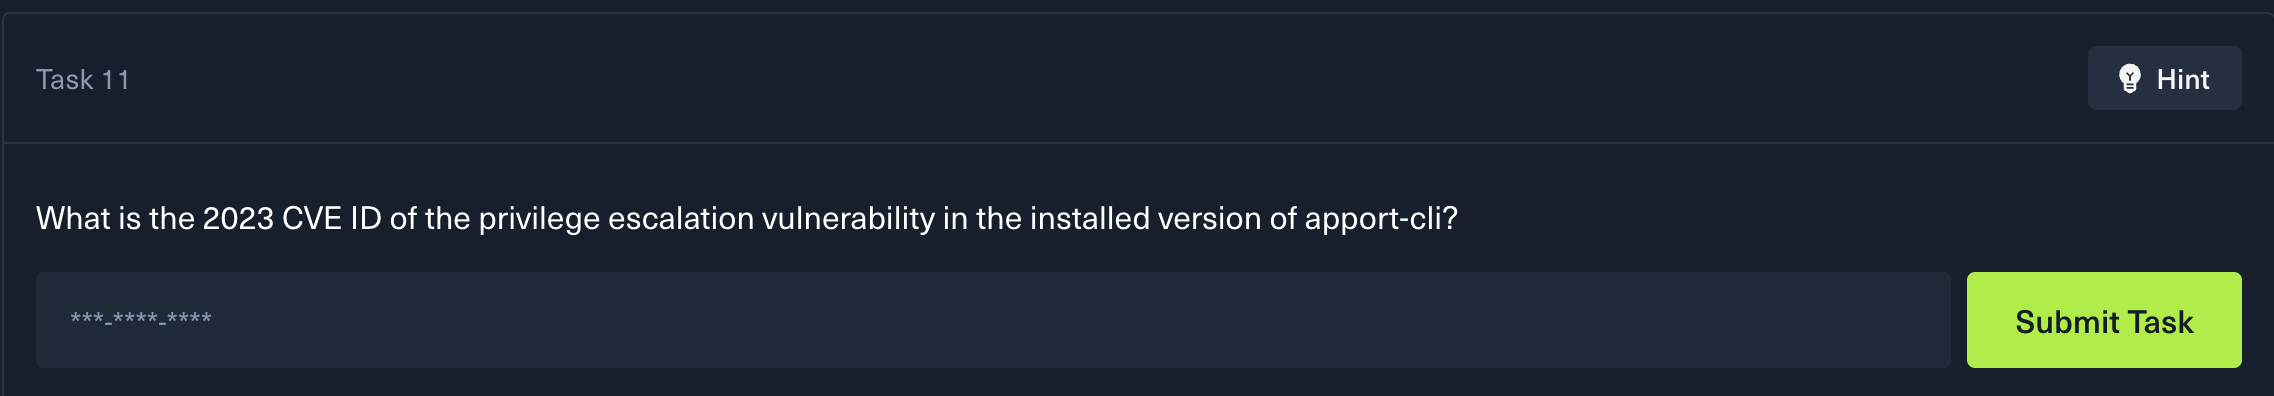 Task 11
Hint
What is the 2023 CVE ID of the privilege escalation vulnerability in the installed version of apport-cli?
***-****-****
Submit Task